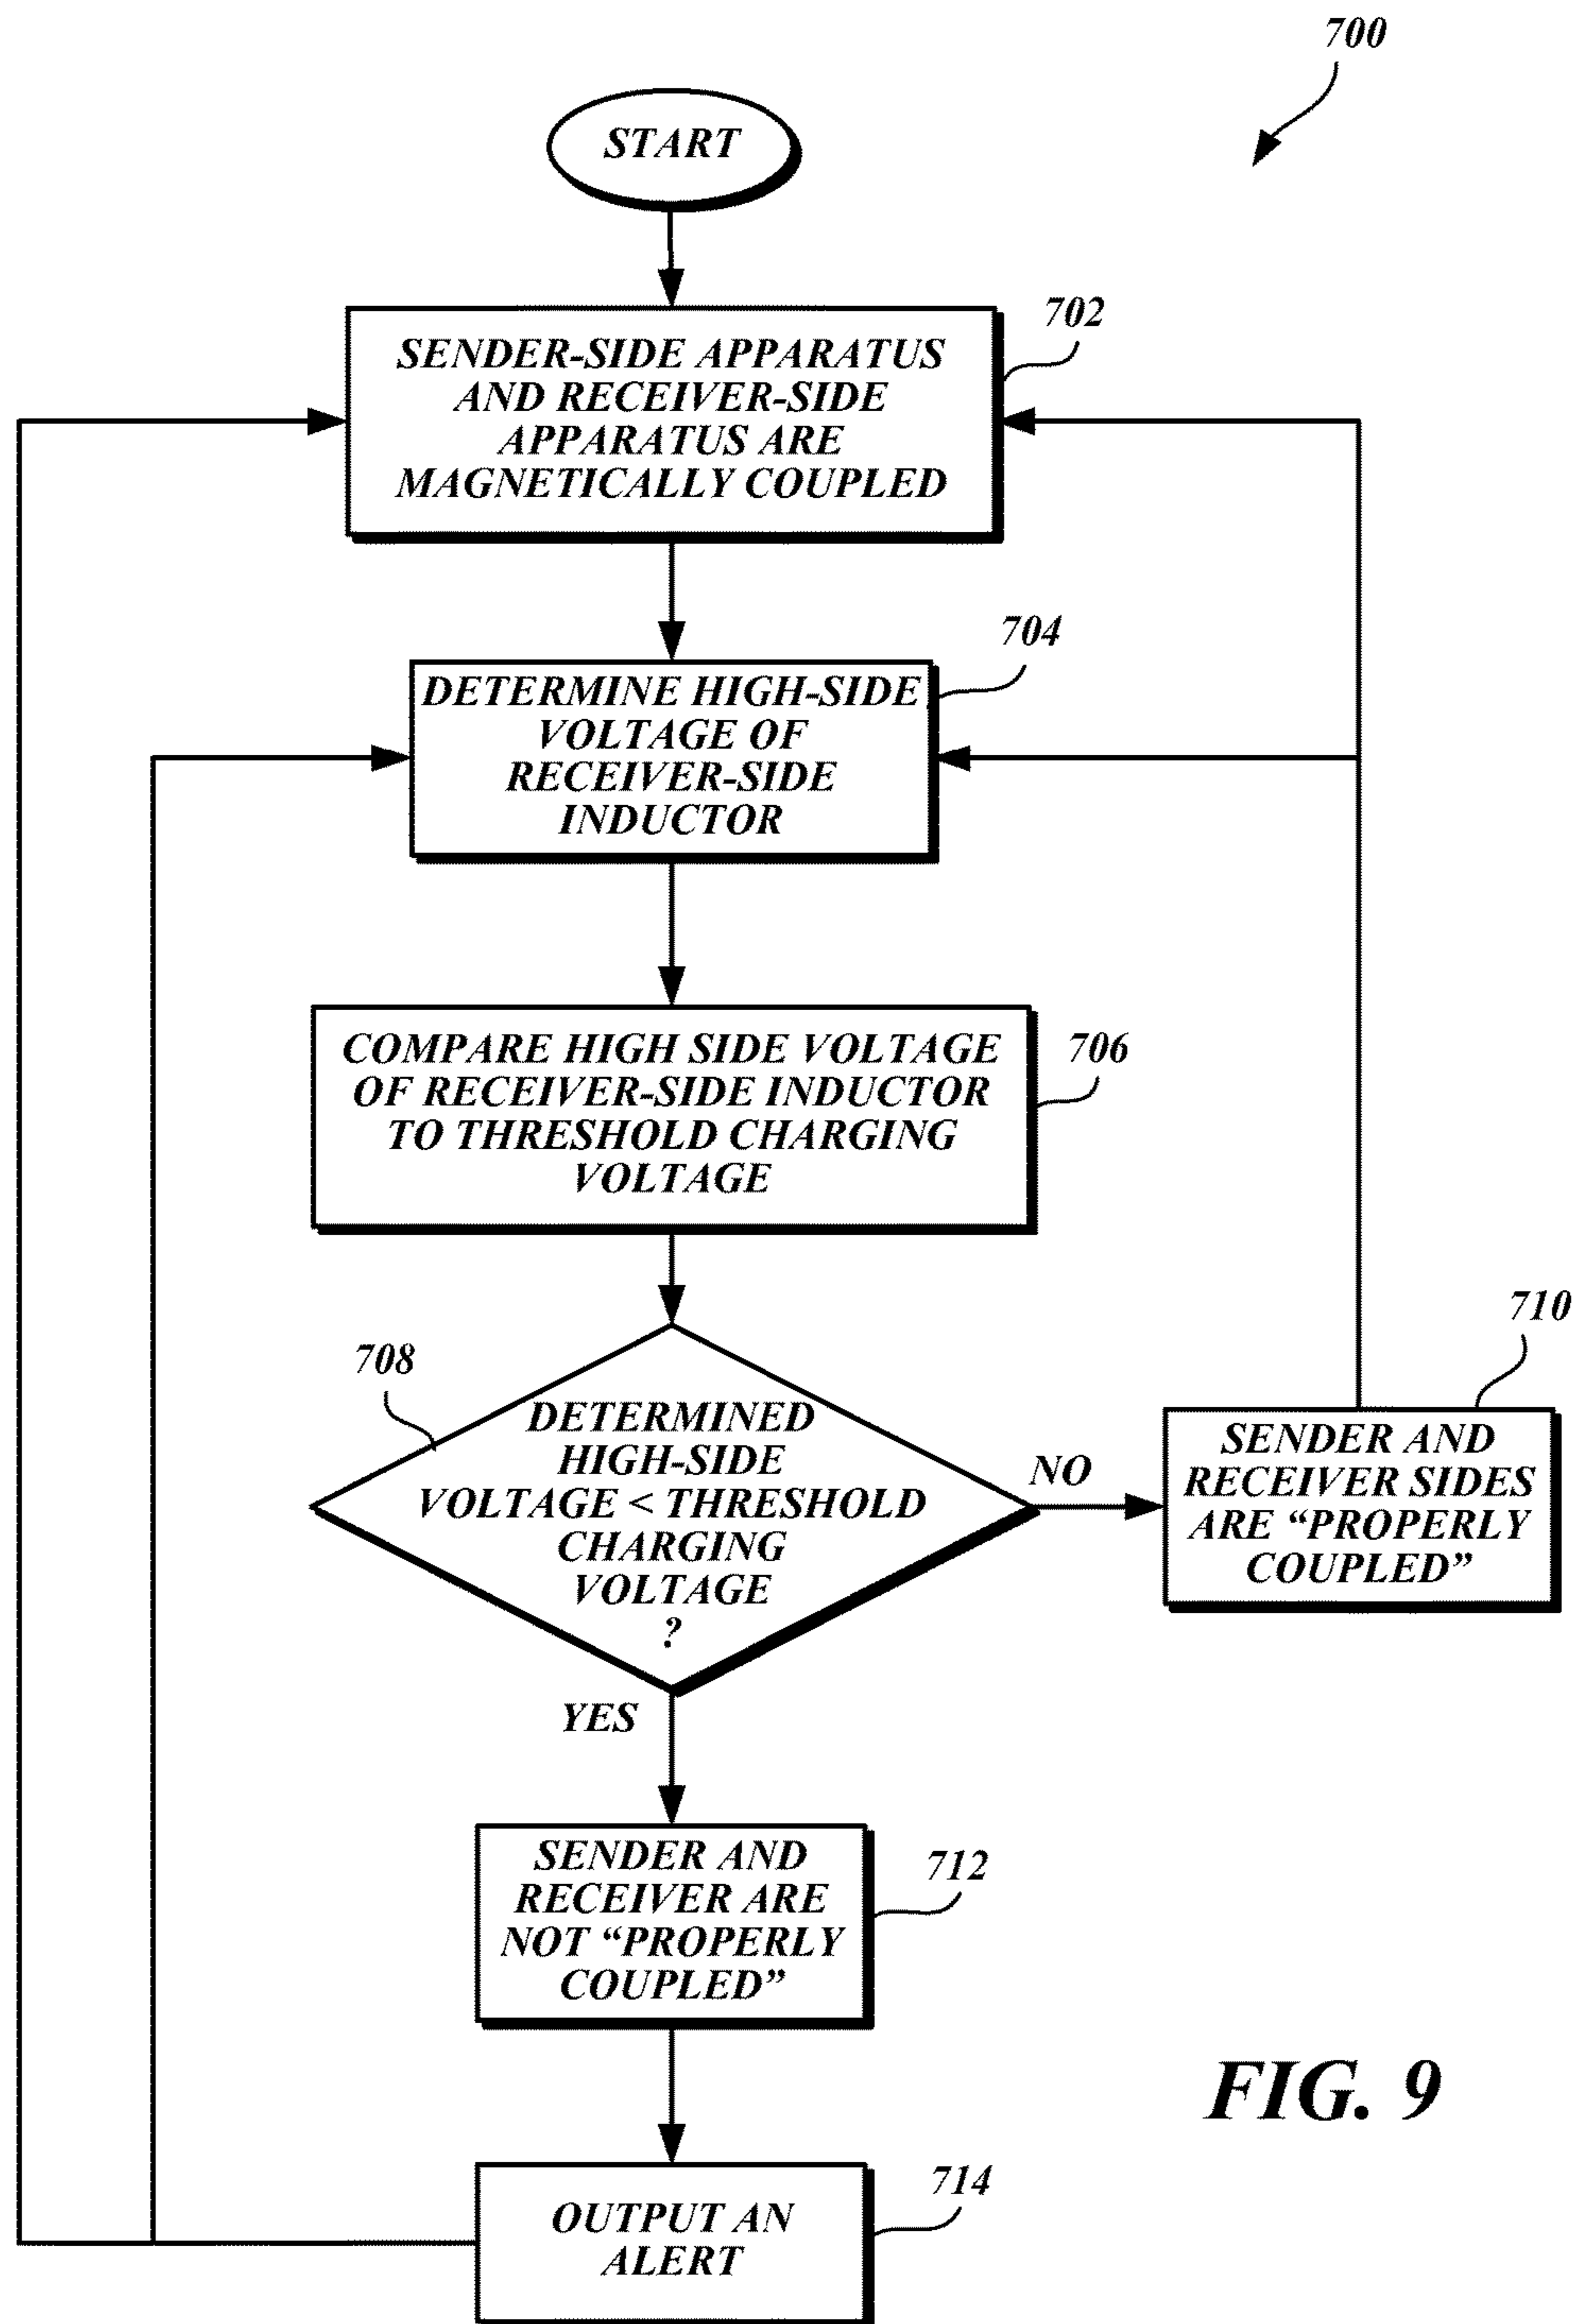 700
START
702
SENDER-SIDE APPARATUS
AND RECEIVER-SIDE
APPARATUS ARE
MAGNETICALLY COUPLED
704
DETERMINE HIGH-SIDE
VOLTAGE OF
RECEIVER-SIDE
INDUCTOR
706
COMPARE HIGH SIDE VOLTAGE
OF RECEIVER-SIDE INDUCTOR
TO THRESHOLD CHARGING
VOLTAGE
708
DETERMINED
HIGH-SIDE
VOLTAGE < THRESHOLD
CHARGING
VOLTAGE
?
NO
710
SENDER AND
RECEIVER SIDES
ARE “PROPERLY
COUPLED”
YES
712
SENDER AND
RECEIVER ARE
NOT “PROPERLY
COUPLED”
714
OUTPUT AN
ALERT
FIG. 9